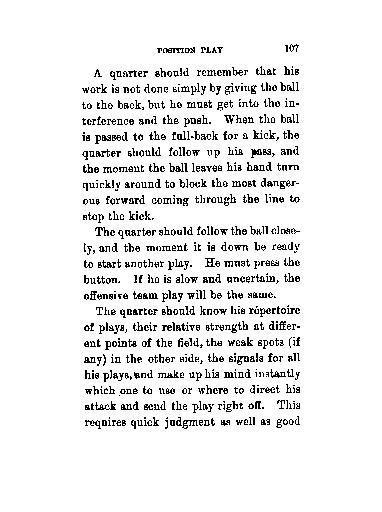 POSITION PLAY 107
A quarter should remember that his
work is not done simply by giving the ball
to the back, but he must get into the in-
terference and the push. When the ball
is passed to the full-back for a kick, the
quarter should follow up his pass, and
the moment the ball leaves his hand turn
quickly around to block the most danger-
ous forward coming through the line to
stop the kick.
The quarter should follow the ball close-
ly, and the moment it is down be ready
to start another play. He must press the
button. If he is slow and uncertain, the
offensive team play will be the same.
The quarter should know his répertoire
of plays, their relative strength at differ-
ent points of the field, the weak spots (if
any) in the other side, the signals for all
his plays, and make up his mind instantly
which one to use or where to direct his
attack and send the play right off. This
requires quick judgment as well as good